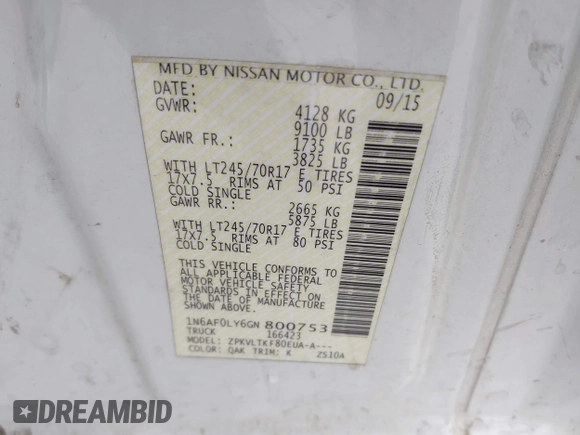 MFD BY NISSAN MOTOR CO., LTD.
DATE: 09/15
GVWR: 4128 KG
9100 LB
GAWR FR.: 1735 KG
3825 LB
WITH LT245/70R17 E TIRES
17X7.5 RIMS AT 50 PSI
COLD SINGLE
GAWR RR.: 2665 KG
5875 LB
WITH LT245/70R17 E TIRES
17X7.5 RIMS AT 80 PSI
COLD SINGLE
THIS VEHICLE CONFORMS TO
ALL APPLICABLE FEDERAL
MOTOR VEHICLE SAFETY
STANDARDS IN EFFECT ON
THE DATE OF MANUFACTURE
SHOWN ABOVE.
1N6AF0LY6GN 800753
TRUCK 166423
MODEL: ZPKVLTKF80EUA-A---
COLOR: QAK TRIM: K ZS10A
RAREBID.COM